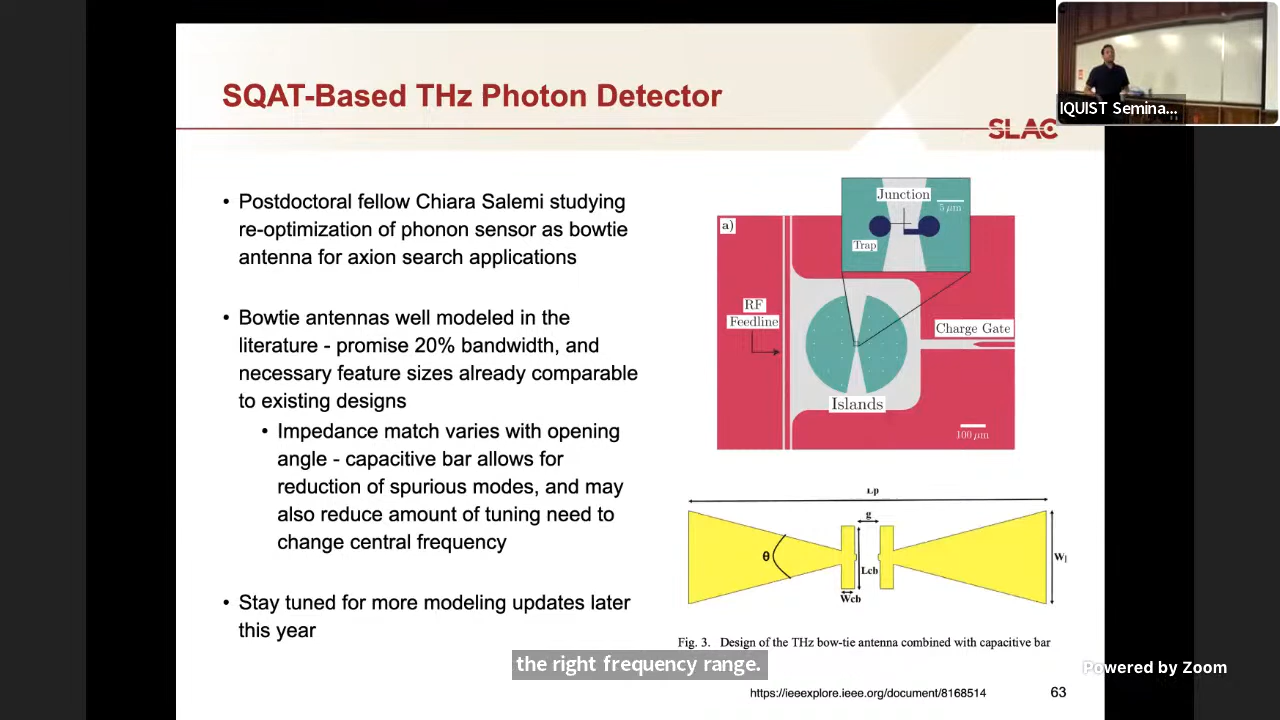 SQAT-Based THz Photon Detector
SLAC
IQUIST Semina...
• Postdoctoral fellow Chiara Salemi studying
re-optimization of phonon sensor as bowtie
antenna for axion search applications
• Bowtie antennas well modeled in the
literature - promise 20% bandwidth, and
necessary feature sizes already comparable
to existing designs
• Impedance match varies with opening
angle - capacitive bar allows for
reduction of spurious modes, and may
also reduce amount of tuning need to
change central frequency
• Stay tuned for more modeling updates later
this year
a)
Junction
5 μm
Trap
RF
Feedline
Charge Gate
Islands
100 μm
Lp
g
θ
Lcb
Wcb
Fig. 3. Design of the THz bow-tie antenna combined with capacitive bar
the right frequency range.
Powered by Zoom
https://ieeexplore.ieee.org/document/8168514
63